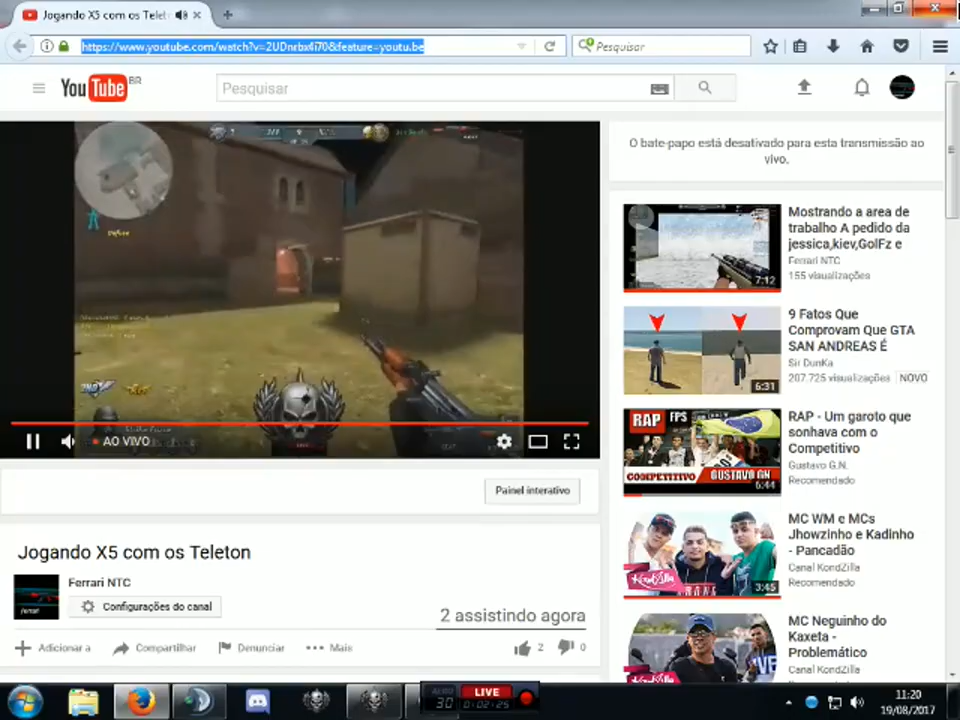 Jogando X5 com os Telet
https://www.youtube.com/watch?v=2UDnrbx4i70&feature=youtu.be
Pesquisar
YouTube BR
Pesquisar
O bate-papo está desativado para esta transmissão ao
vivo.
Mostrando a area de
trabalho A pedido da
jessica,kiev,GolFz e
Ferrari NTC
155 visualizações
7:12
9 Fatos Que
Comprovam Que GTA
SAN ANDREAS É
Sir DunKa
207.725 visualizações NOVO
6:31
RAP - Um garoto que
sonhava com o
Competitivo
Gustavo G.N.
Recomendado
RAP FPS
COMPETITIVO GUSTAVO GN
6:44
MC WM e MCs
Jhowzinho e Kadinho
- Pancadão
Canal KondZilla
Recomendado
KondZilla
3:45
MC Neguinho do
Kaxeta -
Problemático
Canal KondZilla
Recomendado
AO VIVO
Painel interativo
Jogando X5 com os Teleton
Ferrari NTC
Configurações do canal
2 assistindo agora
Adicionar a
Compartilhar
Denunciar
Mais
2
0
30
LIVE
0:02:25
11:20
19/08/2017